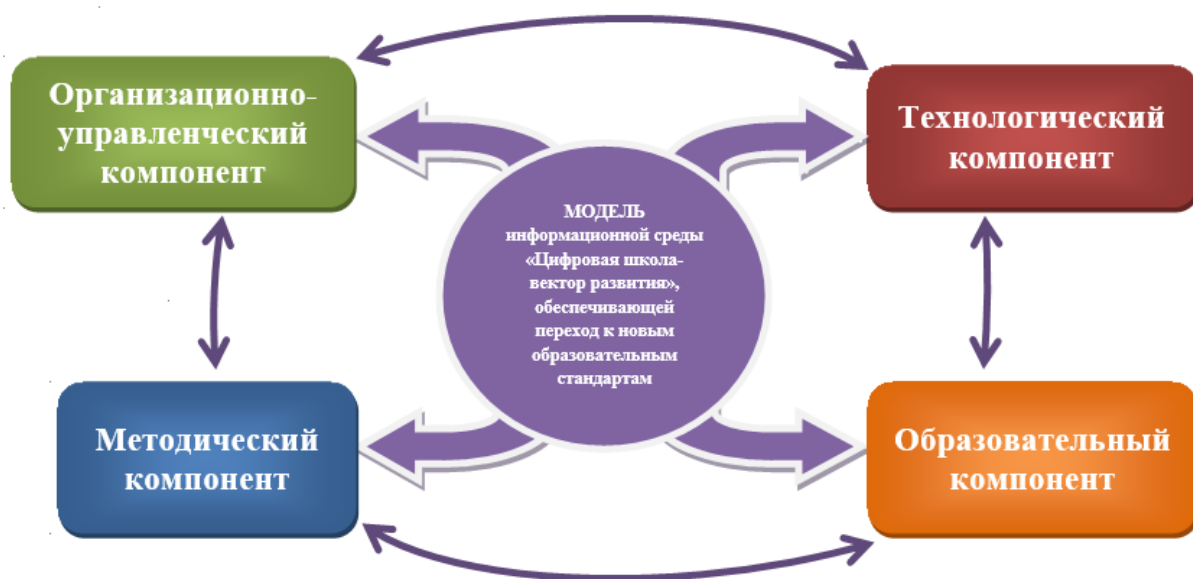 Организационно-
управленческий
компонент
Технологический
компонент
МОДЕЛЬ
информационной среды
«Цифровая школа-
вектор развития»,
обеспечивающей
переход к новым
образовательным
стандартам
Методический
компонент
Образовательный
компонент